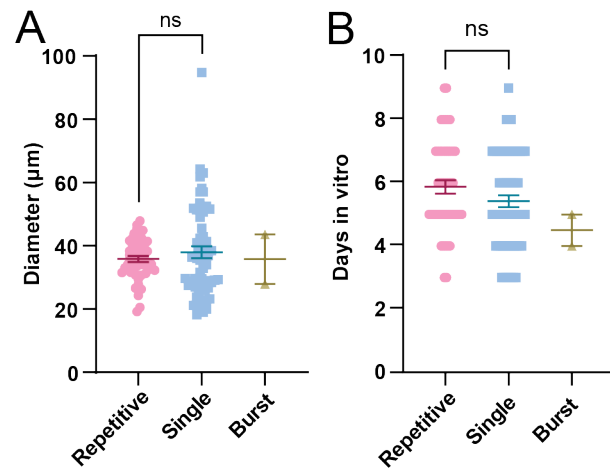 A
ns
Diameter (µm)
100
80
60
40
20
0
Repetitive
Single
Burst
B
ns
Days in vitro
10
8
6
4
2
0
Repetitive
Single
Burst